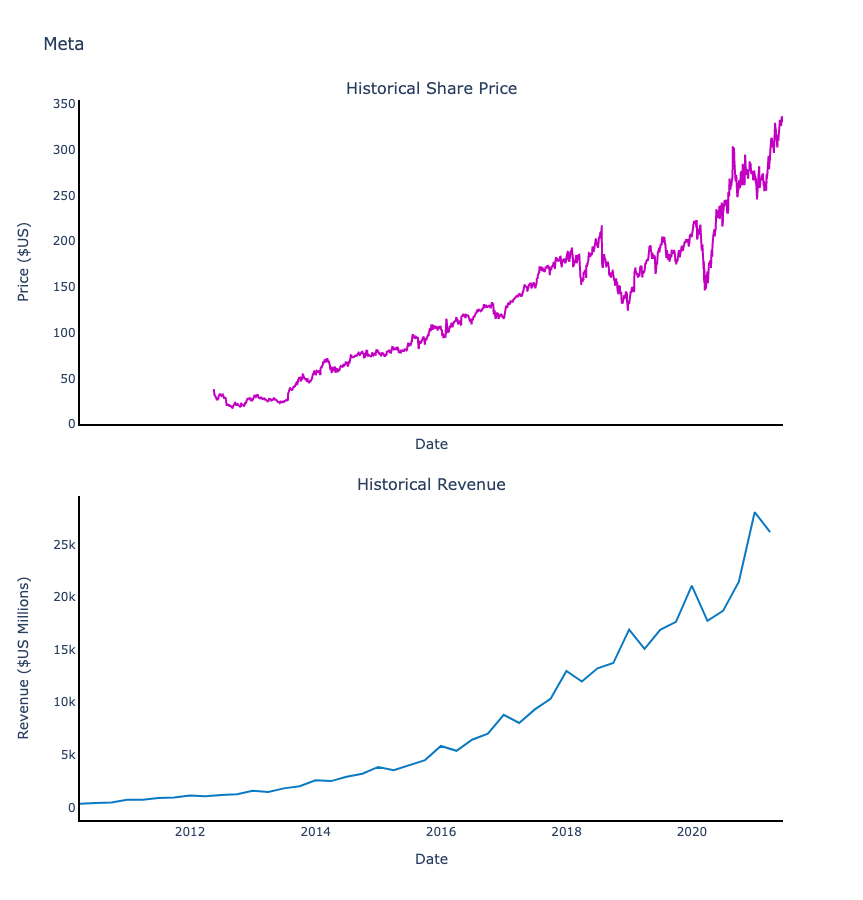 Meta
Historical Share Price
350
300
250
200
150
100
50
0
Price ($US)
Date
Historical Revenue
25k
20k
15k
10k
5k
0
Revenue ($US Millions)
2012 2014 2016 2018 2020
Date